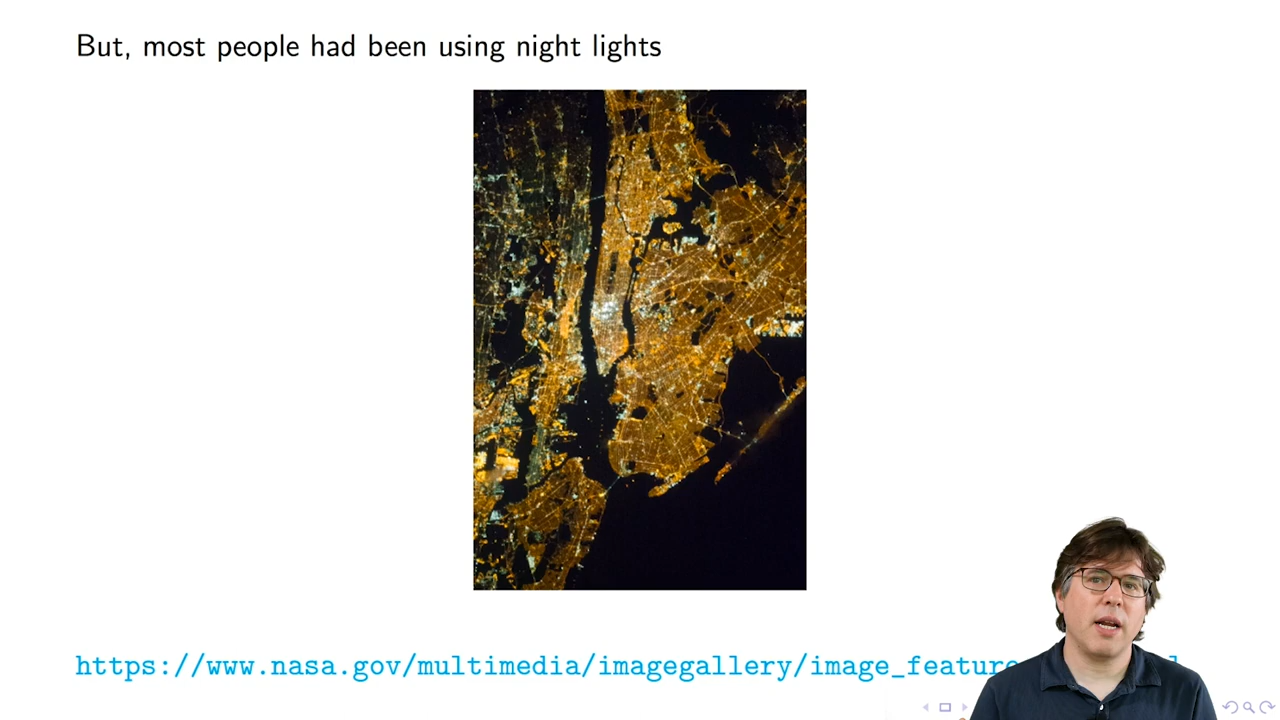 But, most people had been using night lights
https://www.nasa.gov/multimedia/imagegallery/image_feature